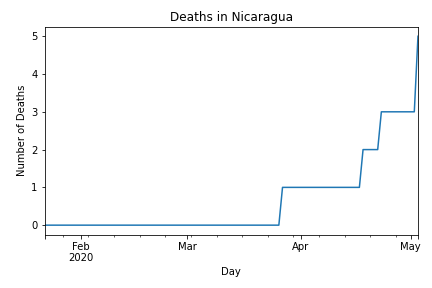 Deaths in Nicaragua
5
4
3
2
1
0
Number of Deaths
Feb
2020
Mar
Apr
May
Day